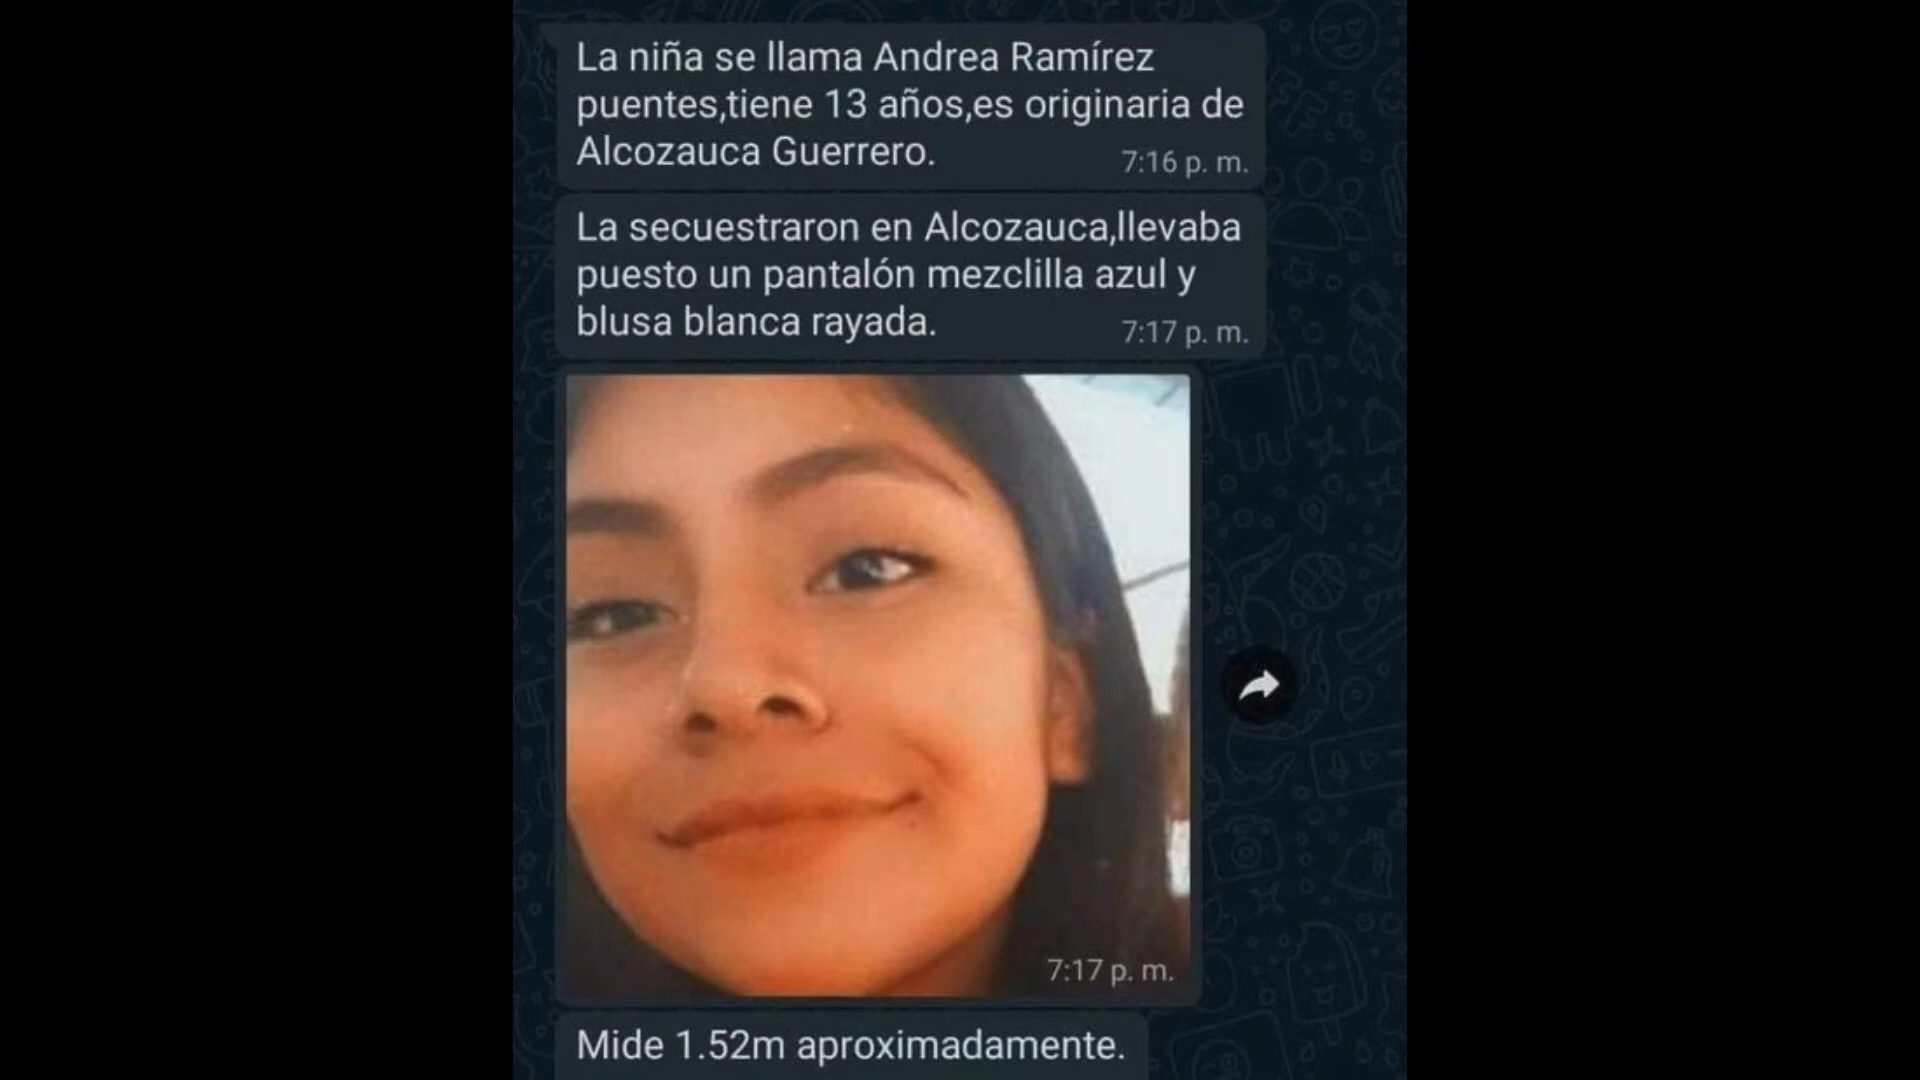 La niña se llama Andrea Ramírez
puentes,tiene 13 años,es originaria de
Alcozauca Guerrero.
7:16 p. m.
La secuestraron en Alcozauca,llevaba
puesto un pantalón mezclilla azul y
blusa blanca rayada.
7:17 p. m.
7:17 p. m.
Mide 1.52m aproximadamente.